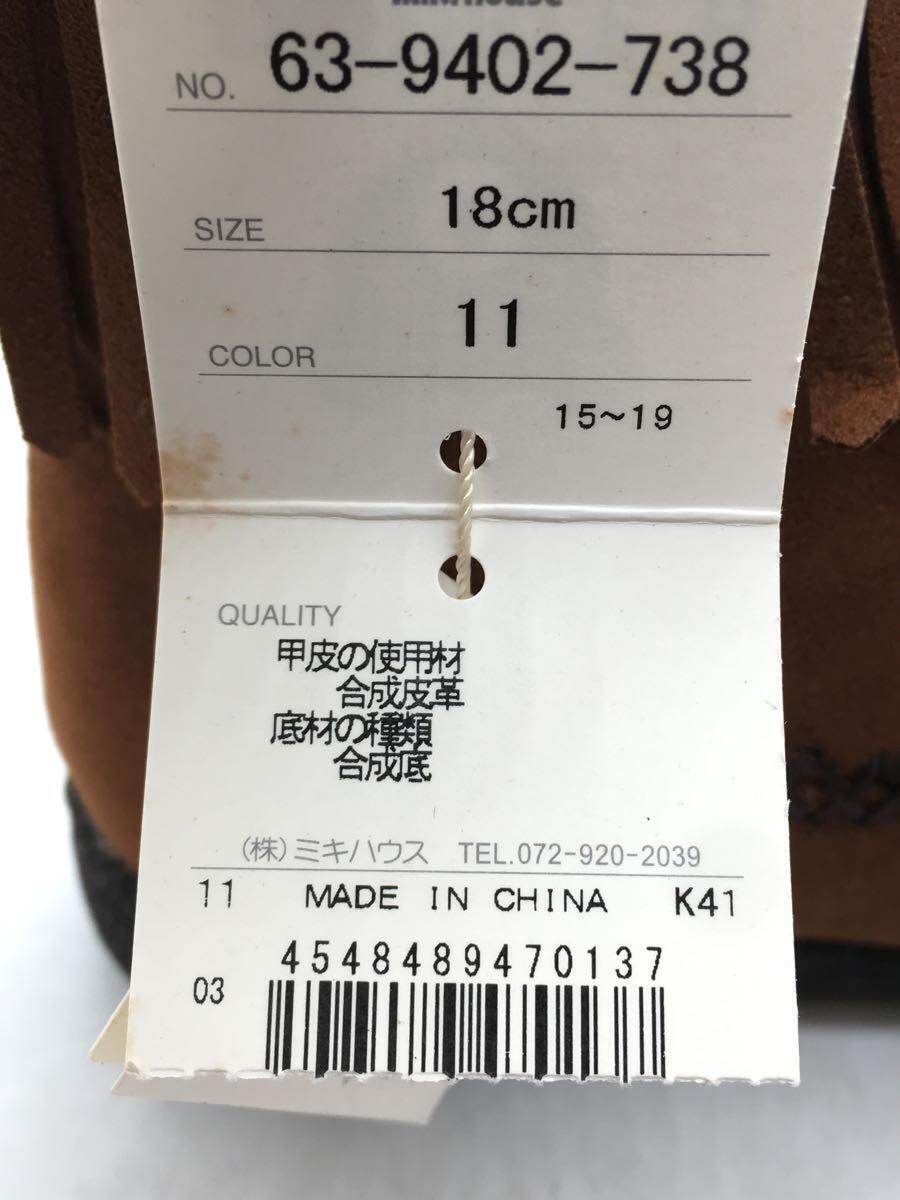 NO. 63-9402-738
SIZE 18cm
COLOR 11
15~19
QUALITY
甲皮の使用材
合成皮革
底材の種類
合成底
(株)ミキハウス TEL.072-920-2039
11 MADE IN CHINA K41
4548489470137
03